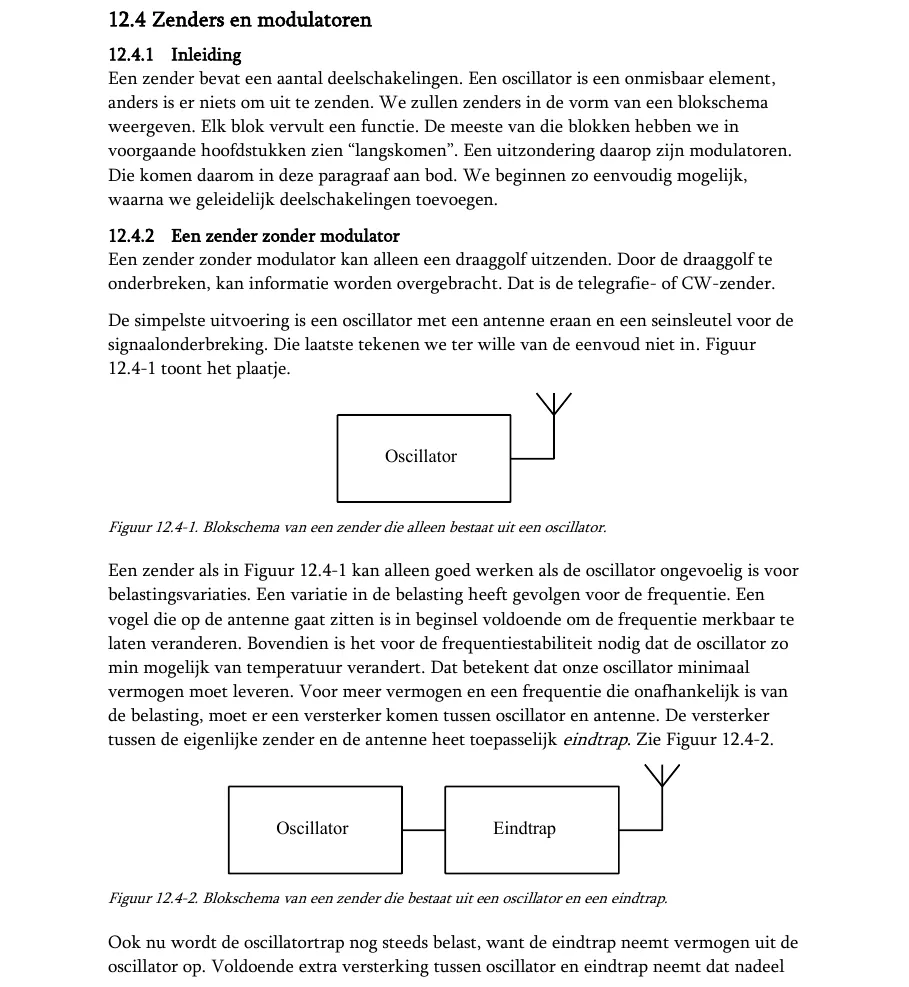 12.4 Zenders en modulatoren
12.4.1 Inleiding
Een zender bevat een aantal deelschakelingen. Een oscillator is een onmisbaar element,
anders is er niets om uit te zenden. We zullen zenders in de vorm van een blokschema
weergeven. Elk blok vervult een functie. De meeste van die blokken hebben we in
voorgaande hoofdstukken zien “langskomen”. Een uitzondering daarop zijn modulatoren.
Die komen daarom in deze paragraaf aan bod. We beginnen zo eenvoudig mogelijk,
waarna we geleidelijk deelschakelingen toevoegen.
12.4.2 Een zender zonder modulator
Een zender zonder modulator kan alleen een draaggolf uitzenden. Door de draaggolf te
onderbreken, kan informatie worden overgebracht. Dat is de telegrafie- of CW-zender.
De simpelste uitvoering is een oscillator met een antenne eraan en een seinsleutel voor de
signaalonderbreking. Die laatste tekenen we ter wille van de eenvoud niet in. Figuur
12.4-1 toont het plaatje.
Oscillator
Figuur 12.4-1. Blokschema van een zender die alleen bestaat uit een oscillator.
Een zender als in Figuur 12.4-1 kan alleen goed werken als de oscillator ongevoelig is voor
belastingsvariaties. Een variatie in de belasting heeft gevolgen voor de frequentie. Een
vogel die op de antenne gaat zitten is in beginsel voldoende om de frequentie merkbaar te
laten veranderen. Bovendien is het voor de frequentiestabiliteit nodig dat de oscillator zo
min mogelijk van temperatuur verandert. Dat betekent dat onze oscillator minimaal
vermogen moet leveren. Voor meer vermogen en een frequentie die onafhankelijk is van
de belasting, moet er een versterker komen tussen oscillator en antenne. De versterker
tussen de eigenlijke zender en de antenne heet toepasselijk eindtrap. Zie Figuur 12.4-2.
Oscillator Eindtrap
Figuur 12.4-2. Blokschema van een zender die bestaat uit een oscillator en een eindtrap.
Ook nu wordt de oscillatortrap nog steeds belast, want de eindtrap neemt vermogen uit de
oscillator op. Voldoende extra versterking tussen oscillator en eindtrap neemt dat nadeel